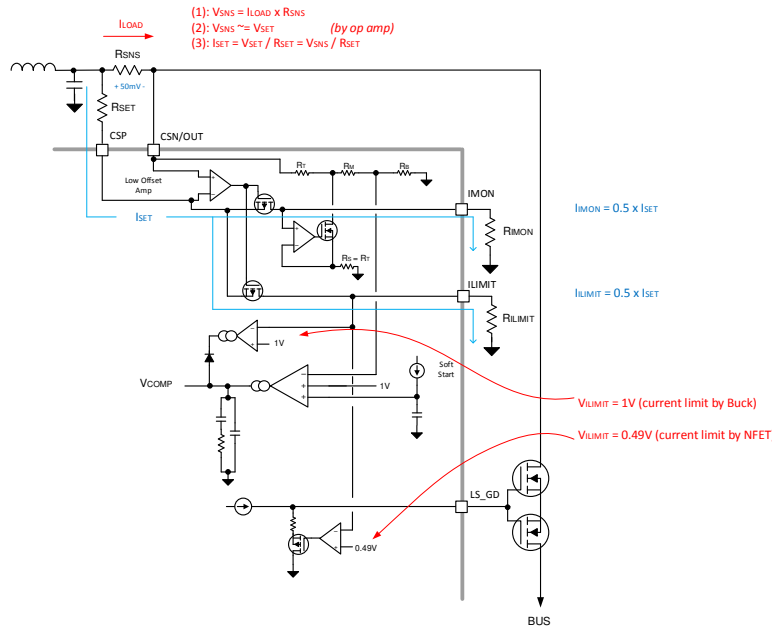 ILOAD
(1): VSNS = ILOAD x RSNS
(2): VSNS ~= VSET (by op amp)
(3): ISET = VSET / RSET = VSNS / RSET
RSNS
+ 50mV -
RSET
CSP
CSN/OUT
Low Offset
Amp
+
−
RT
RM
RB
IMON
ISET
RIMON
IMON = 0.5 x ISET
+
−
RS = RT
ILIMIT
RILIMIT
IILIMIT = 0.5 x ISET
−
+
1V
Soft
Start
VCOMP
−
+
1V
+
VILIMIT = 1V (current limit by Buck)
VILIMIT = 0.49V (current limit by NFET
LS_GD
−
+
0.49V
BUS